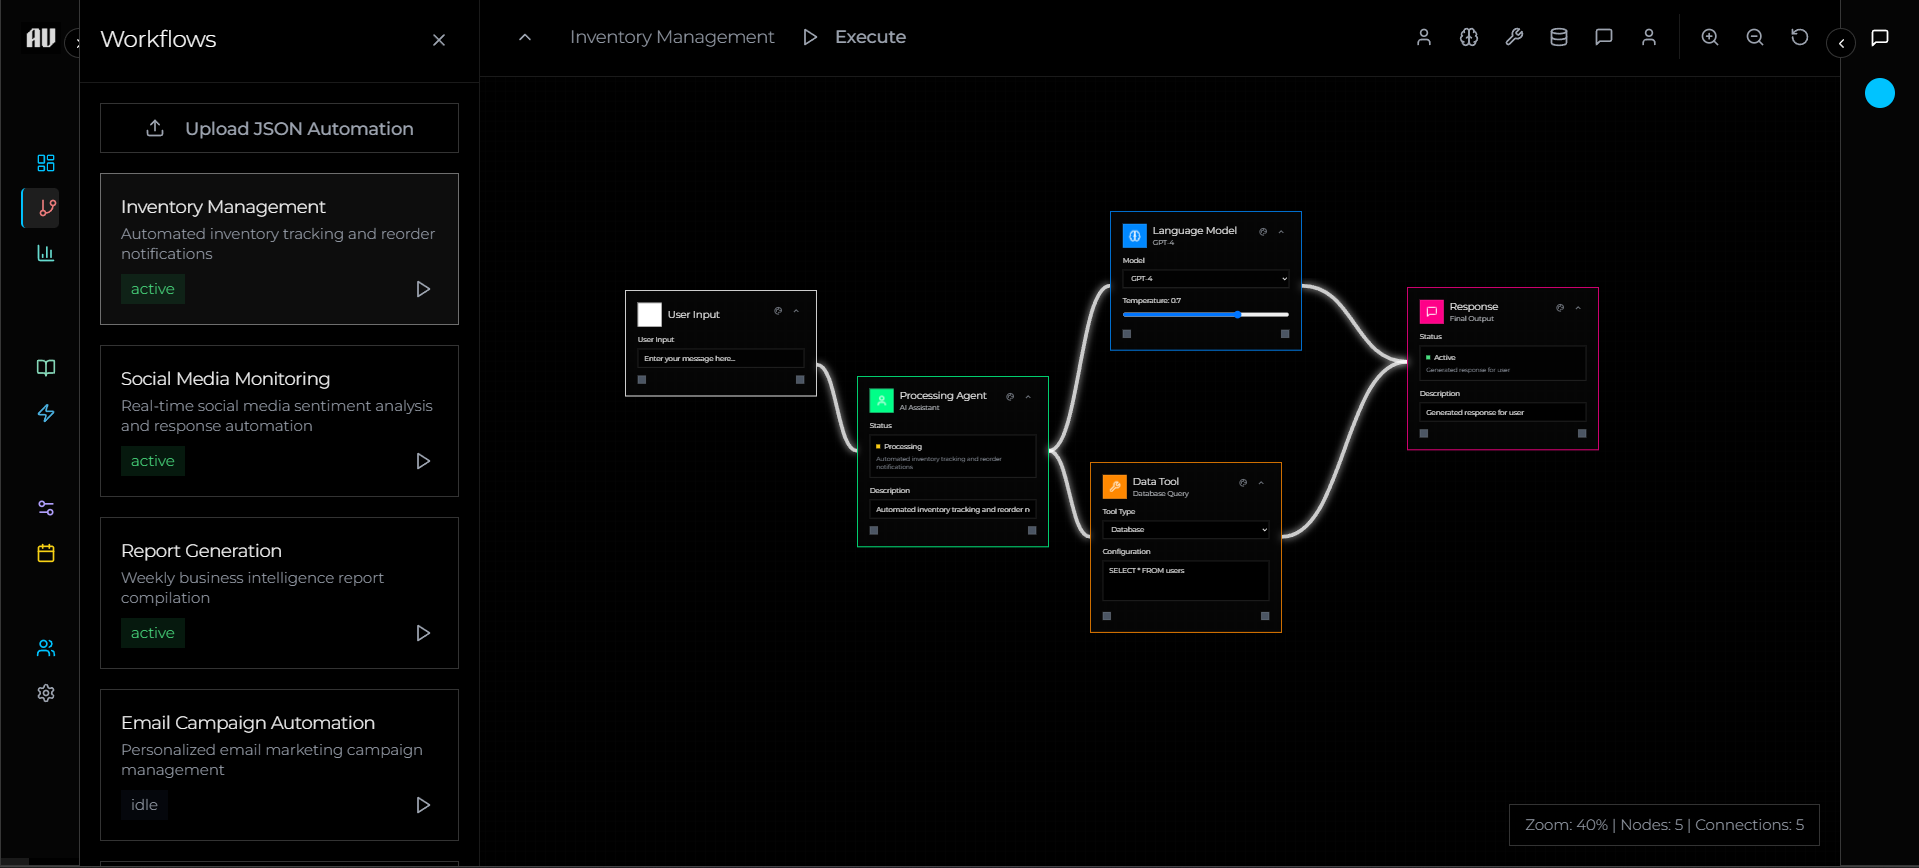 AU
Workflows
Upload JSON Automation
Inventory Management
Automated inventory tracking and reorder
notifications
active
Social Media Monitoring
Real-time social media sentiment analysis
and response automation
active
Report Generation
Weekly business intelligence report
compilation
active
Email Campaign Automation
Personalized email marketing campaign
management
idle
Inventory Management
Execute
User Input
User Input
Enter your message here...
Processing Agent
AI Assistant
Status
Processing
Automated inventory tracking and reorder
notifications
Description
Automated inventory tracking and reorder n
Language Model
GPT-4
Model
GPT-4
Temperature: 0.7
Data Tool
Database Query
Tool Type
Database
Configuration
SELECT * FROM users
Response
Final Output
Status
Active
Generated response for user
Description
Generated response for user
Zoom: 40% | Nodes: 5 | Connections: 5